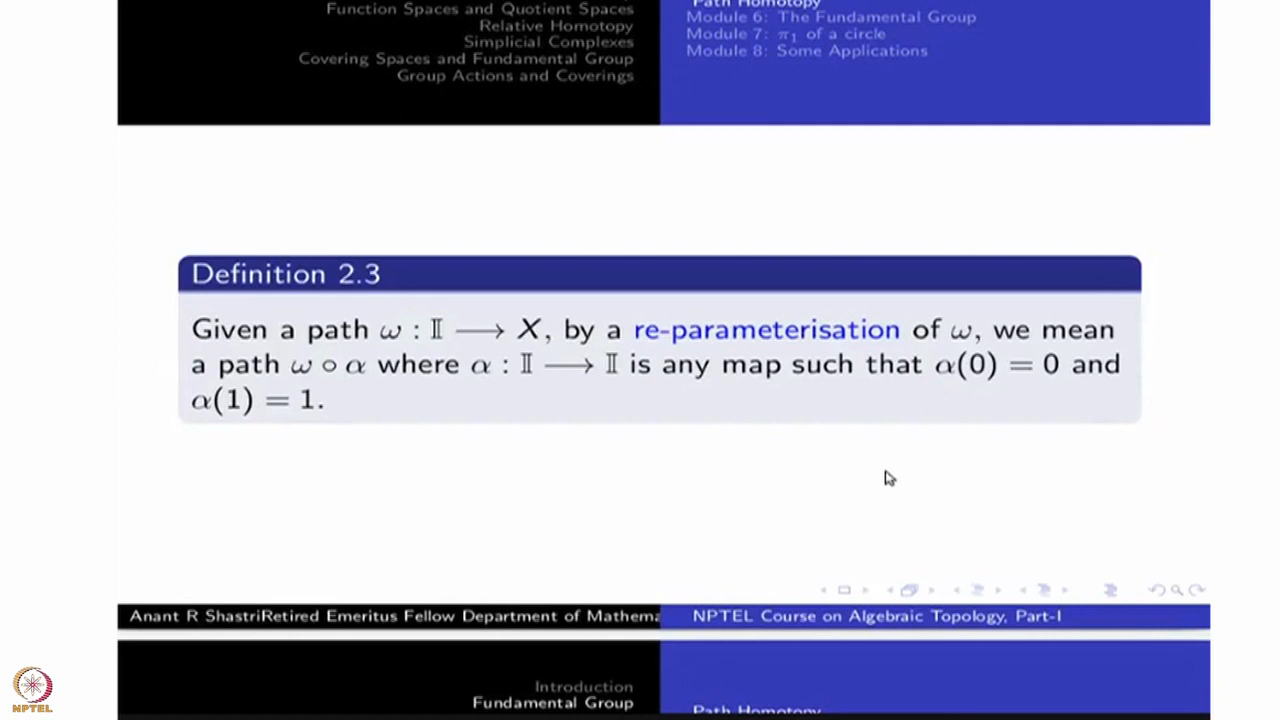 Function Spaces and Quotient Spaces
Relative Homotopy
Simplicial Complexes
Covering Spaces and Fundamental Group
Group Actions and Coverings
Path Homotopy
Module 6: The Fundamental Group
Module 7: π₁ of a circle
Module 8: Some Applications
Definition 2.3
Given a path ω : 𝕀 ⟶ X, by a re-parameterisation of ω, we mean
a path ω ∘ α where α : 𝕀 ⟶ 𝕀 is any map such that α(0) = 0 and
α(1) = 1.
Anant R ShastriRetired Emeritus Fellow Department of Mathema
NPTEL Course on Algebraic Topology, Part-I
Introduction
Fundamental Group
Path Homotopy
NPTEL